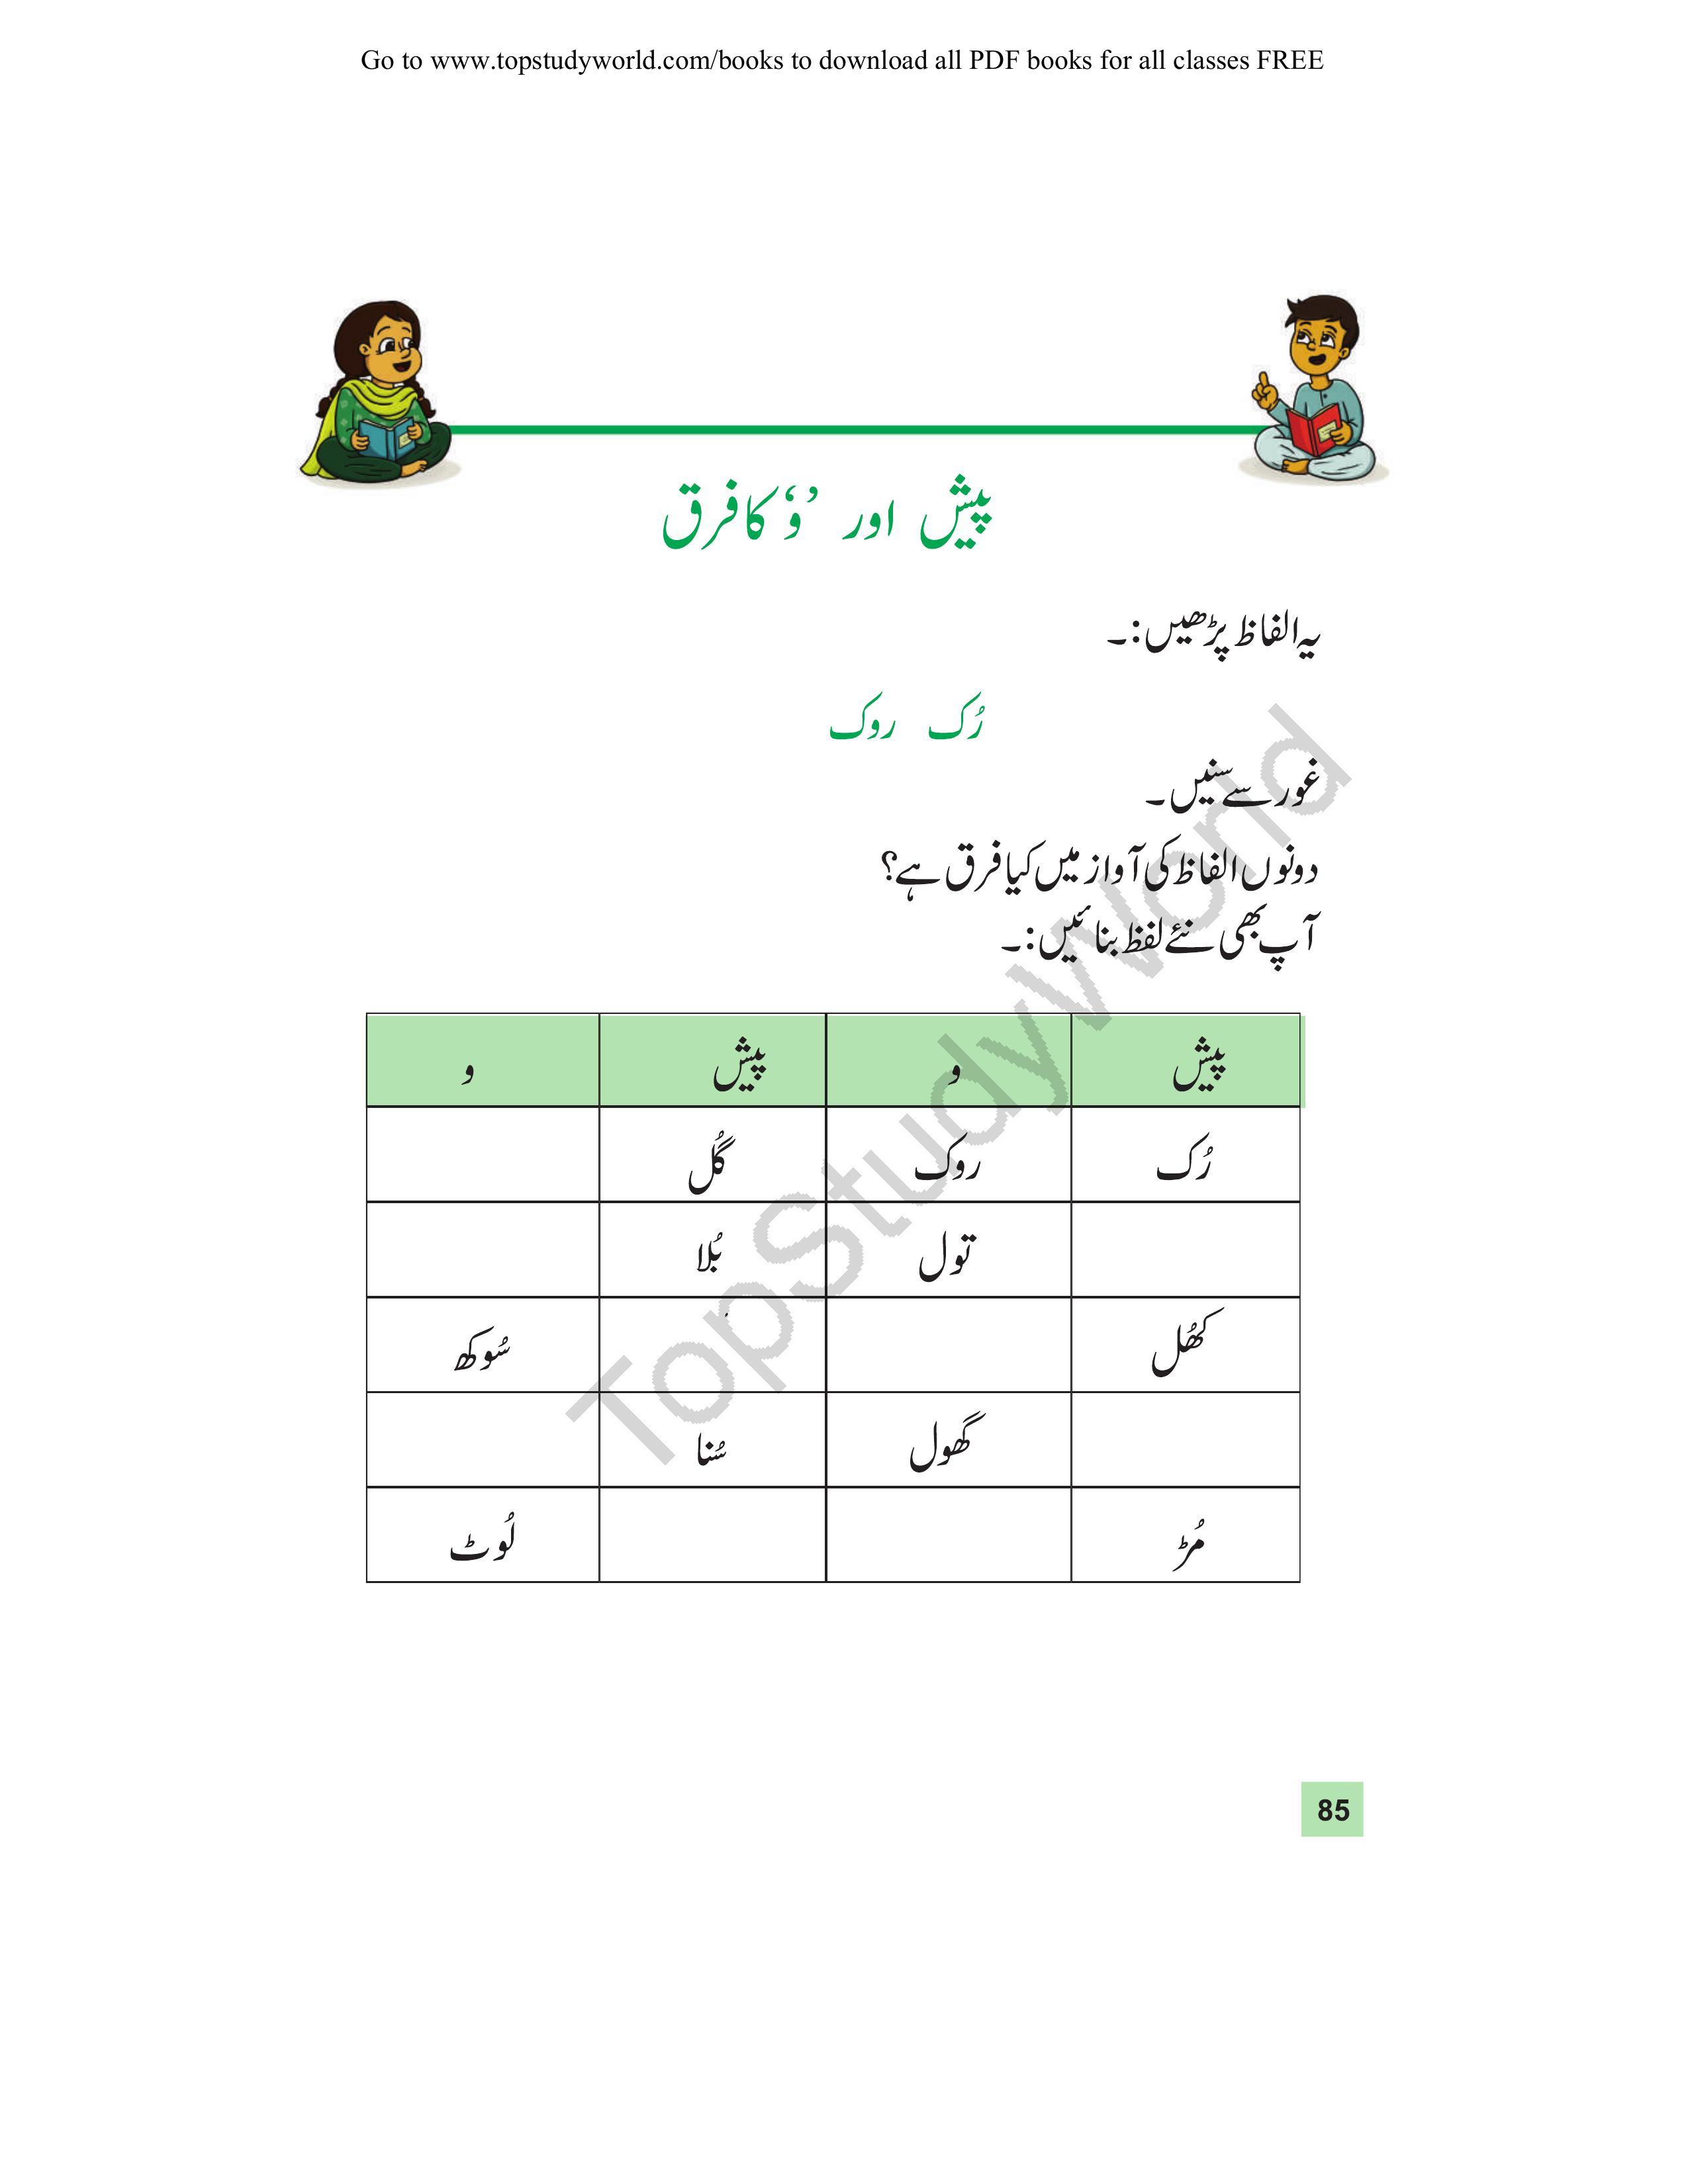 Go to www.topstudyworld.com/books to download all PDF books for all classes FREE
پیش اور ’و‘ کا فرق
یہ الفاظ پڑھیں:۔
رُک روک
غور سے سنیں۔
دونوں الفاظ کی آواز میں کیا فرق ہے؟
آپ بھی نئے لفظ بنائیں:۔
پیش و پیش و
رُک روک گُل
تول بُلا
کھُل سُوکھ
گھول سُنا
مُڑ لُوٹ
TopStudyWorld
85